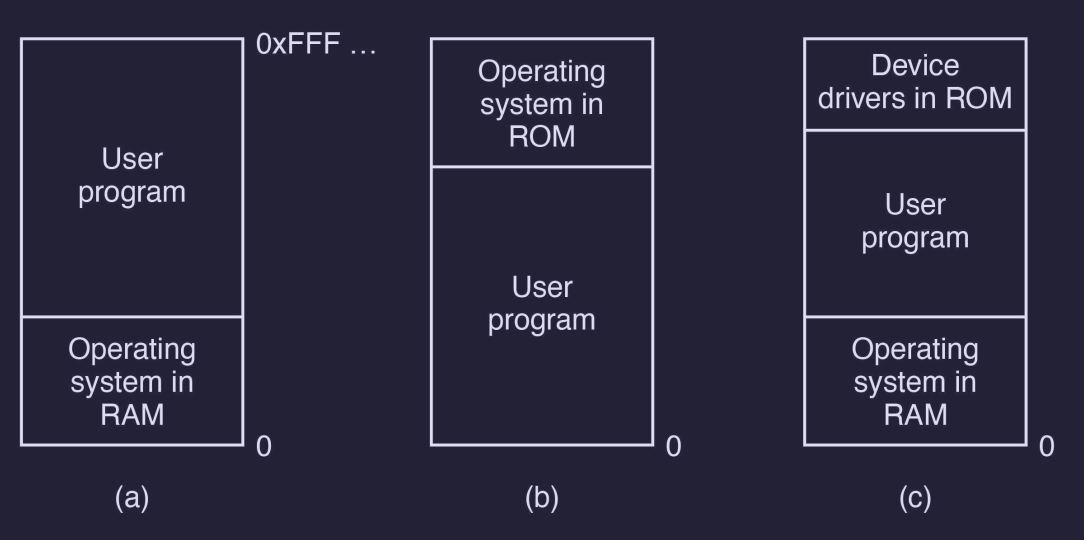 0xFFF …
User
program
Operating
system in
RAM
0
(a)
Operating
system in
ROM
User
program
0
(b)
Device
drivers in ROM
User
program
Operating
system in
RAM
0
(c)